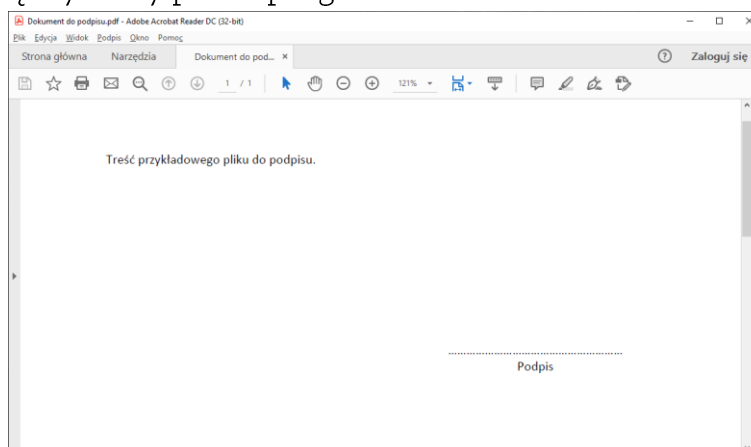 Dokument do podpisu.pdf - Adobe Acrobat Reader DC (32-bit)
Plik Edycja Widok Podpis Okno Pomoc
Strona główna Narzędzia Dokument do pod... × ? Zaloguj się
1 / 1 121%
Treść przykładowego pliku do podpisu.
................................................................
Podpis